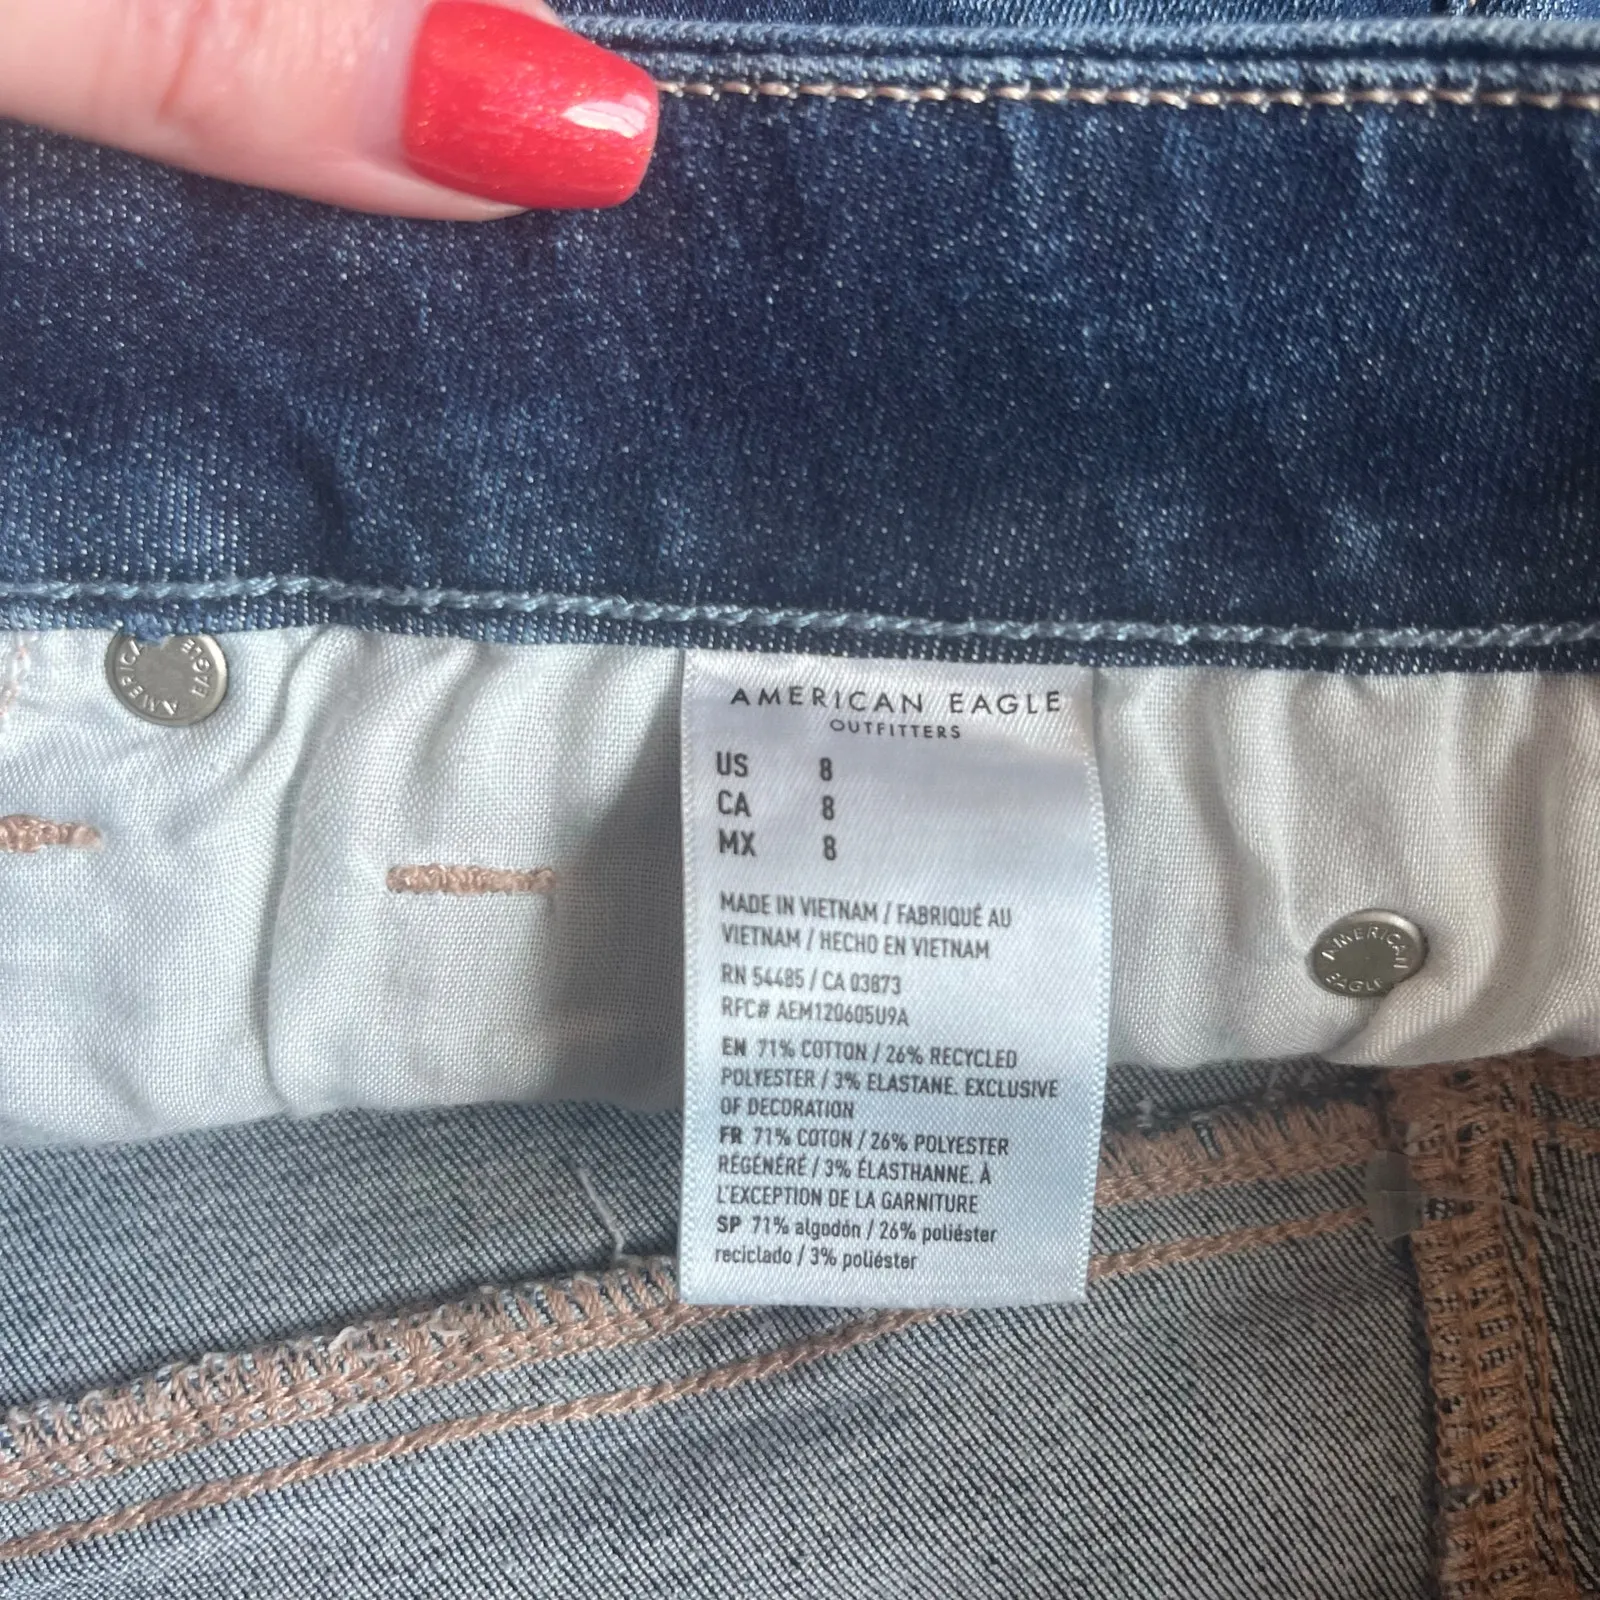 AMERICAN EAGLE
OUTFITTERS
US 8
CA 8
MX 8
MADE IN VIETNAM / FABRIQUÉ AU
VIETNAM / HECHO EN VIETNAM
RN 54485 / CA 03873
RFC# AEM120605U9A
EN 71% COTTON / 26% RECYCLED
POLYESTER / 3% ELASTANE. EXCLUSIVE
OF DECORATION
FR 71% COTON / 26% POLYESTER
RÉGÉNÉRÉ / 3% ÉLASTHANNE. À
L'EXCEPTION DE LA GARNITURE
SP 71% algodón / 26% poliéster
reciclado / 3% poliéster
AMERICAN
EAGLE
AMERICAN
EAGLE